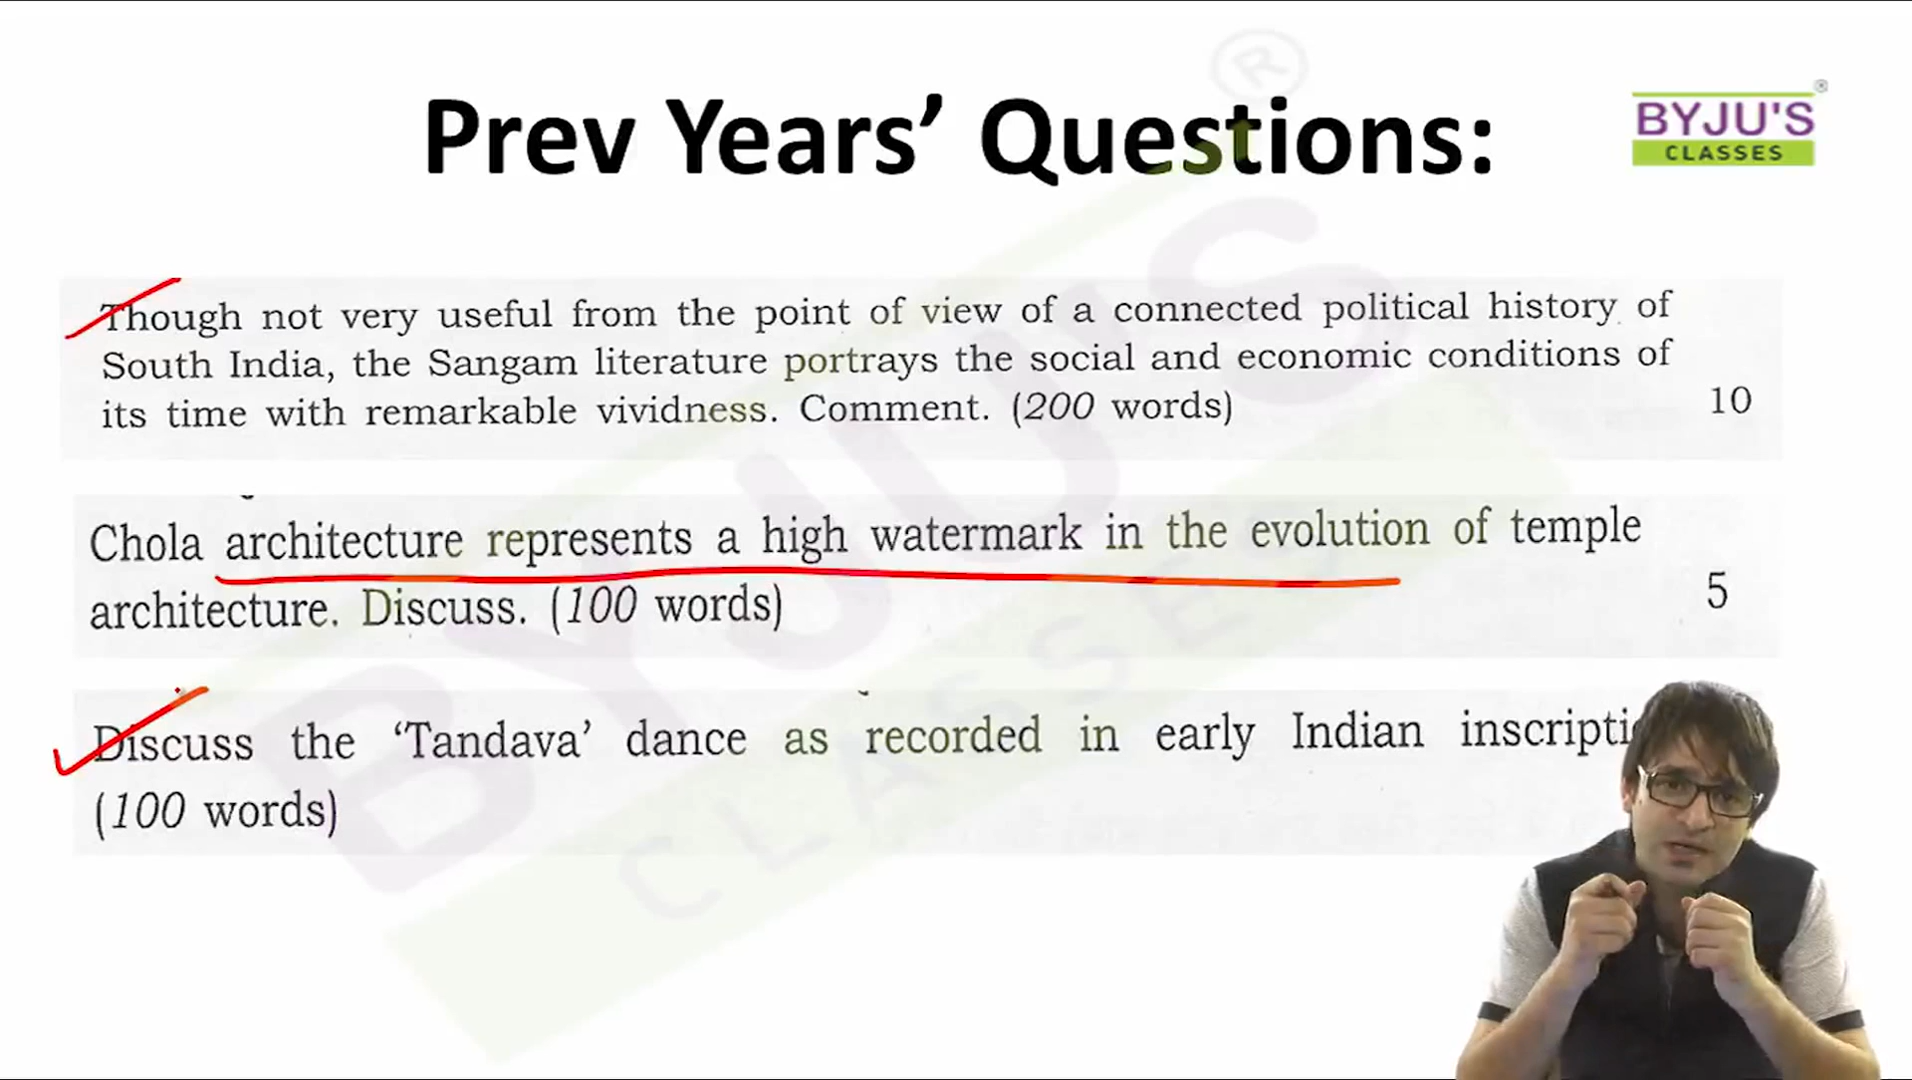 Prev Years’ Questions:
BYJU'S
CLASSES
Though not very useful from the point of view of a connected political history of
South India, the Sangam literature portrays the social and economic conditions of
its time with remarkable vividness. Comment. (200 words) 10
Chola architecture represents a high watermark in the evolution of temple
architecture. Discuss. (100 words) 5
Discuss the ‘Tandava’ dance as recorded in early Indian
(100 words)
BYJU'S
CLASSES